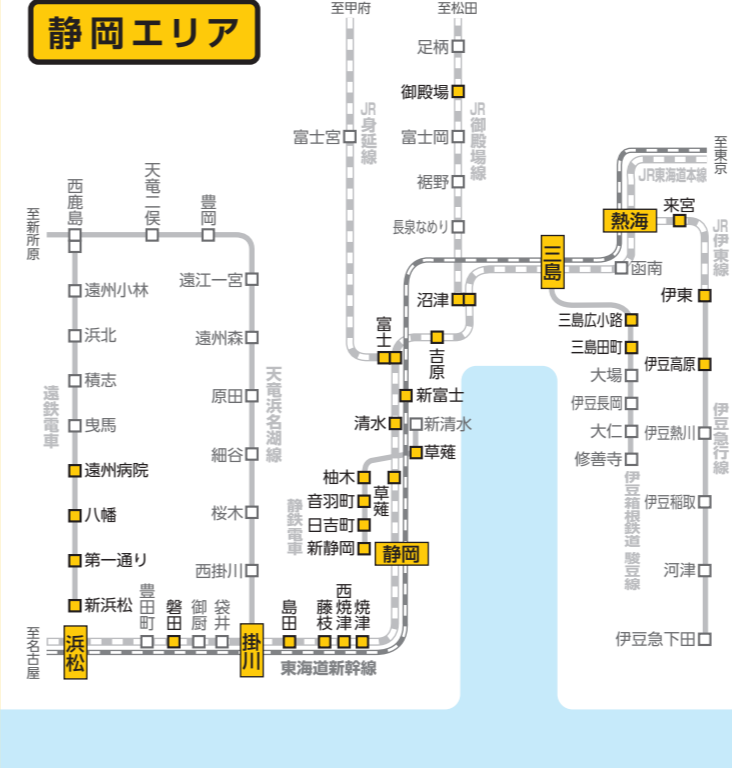 静岡エリア
至甲府
至松田
足柄
御殿場
JR御殿場線
JR身延線
富士宮
富士岡
裾野
長泉なめり
沼津
至東京
JR東海道本線
熱海
来宮
JR伊東線
三島
函南
伊東
三島広小路
三島田町
大場
伊豆長岡
大仁
修善寺
伊豆箱根鉄道 駿豆線
伊豆高原
伊豆熱川
伊豆急行線
伊豆稲取
河津
伊豆急下田
至新所原
西鹿島
天竜二俣
豊岡
遠州小林
浜北
積志
遠鉄電車
曳馬
遠州病院
八幡
第一通り
新浜松
遠江一宮
遠州森
原田
天竜浜名湖線
細谷
桜木
西掛川
富士
吉原
新富士
清水
新清水
草薙
柚木
草薙
音羽町
静鉄電車
日吉町
新静岡
静岡
至名古屋
浜松
豊田町
磐田
御厨
袋井
掛川
島田
藤枝
西焼津
焼津
東海道新幹線